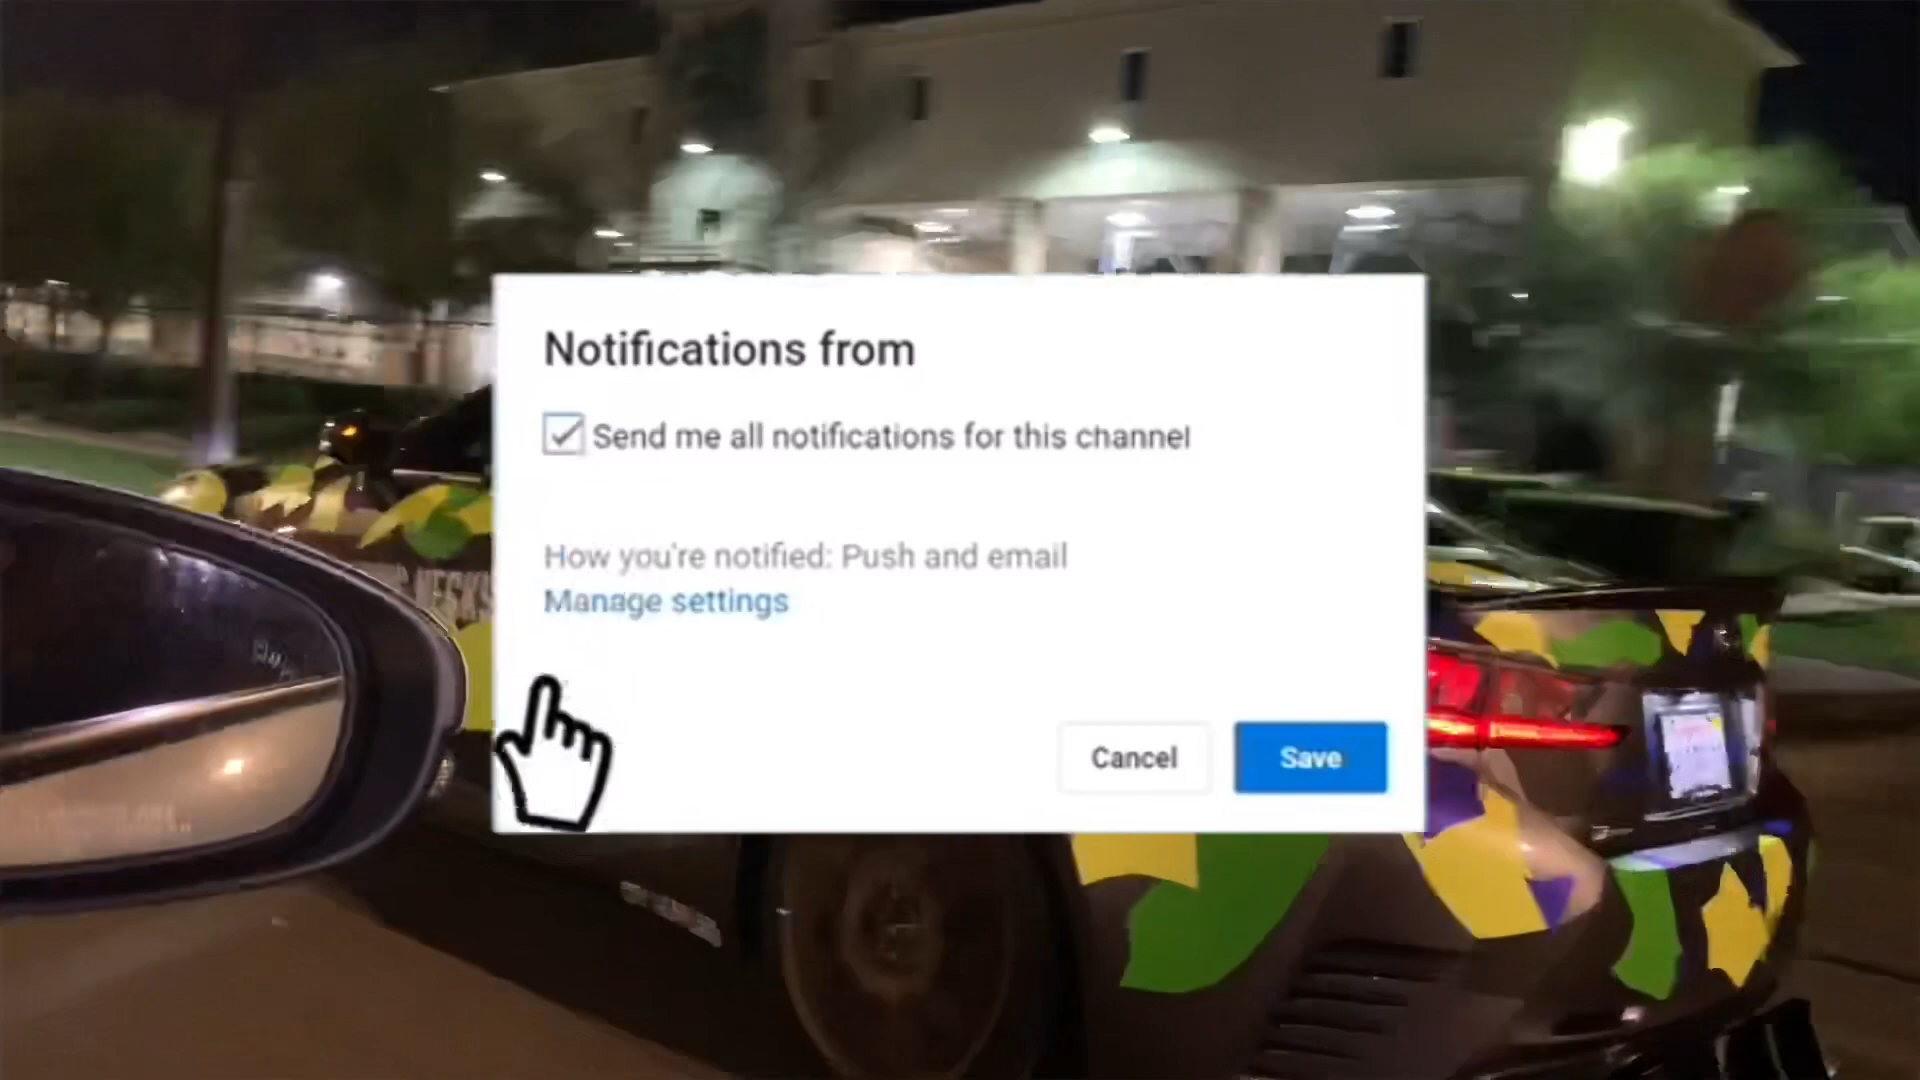 Notifications from
Send me all notifications for this channel
How you're notified: Push and email
Manage settings
Cancel
Save